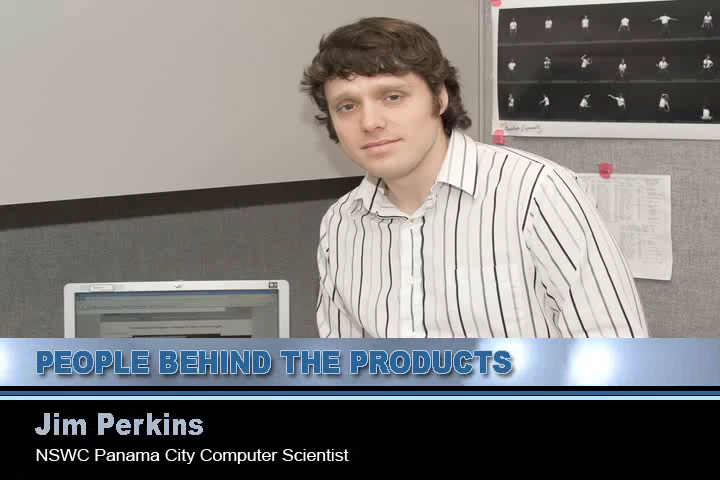 PEOPLE BEHIND THE PRODUCTS
Jim Perkins
NSWC Panama City Computer Scientist